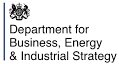 Department for
Business, Energy
& Industrial Strategy